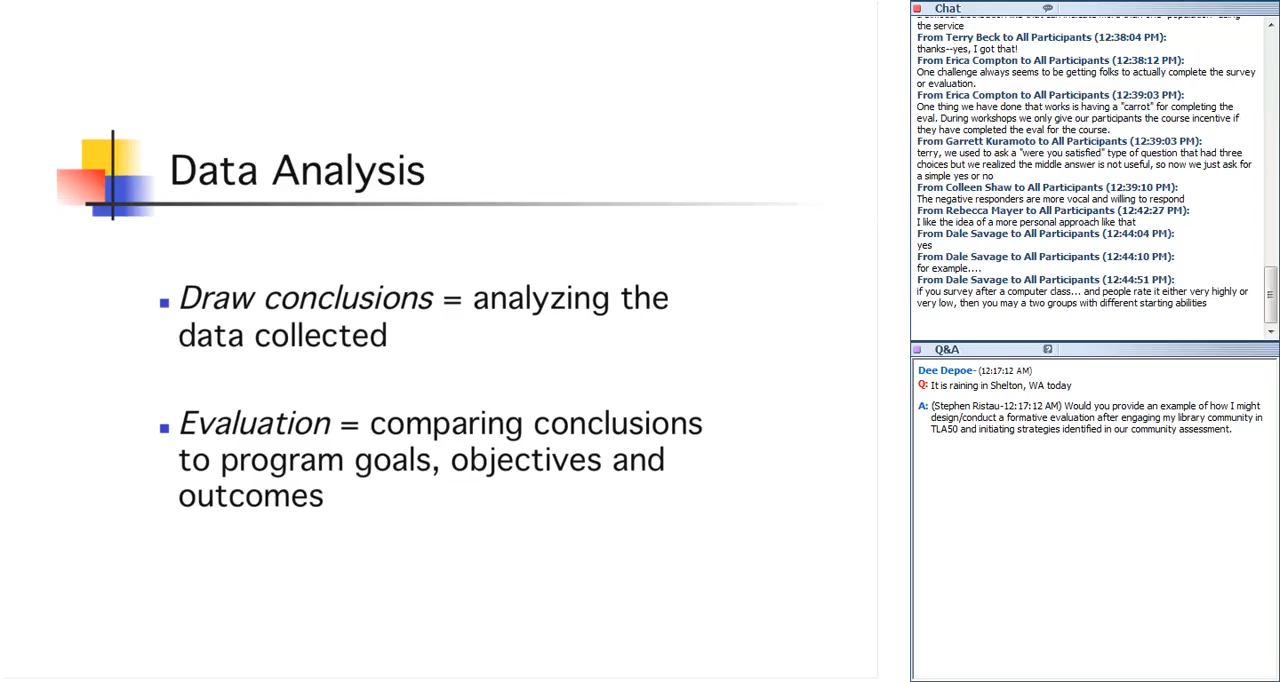 Data Analysis
Draw conclusions = analyzing the
data collected
Evaluation = comparing conclusions
to program goals, objectives and
outcomes
Chat
the service
From Terry Beck to All Participants (12:38:04 PM):
thanks--yes, I got that!
From Erica Compton to All Participants (12:38:12 PM):
One challenge always seems to be getting folks to actually complete the survey
or evaluation.
From Erica Compton to All Participants (12:39:03 PM):
One thing we have done that works is having a "carrot" for completing the
eval. During workshops we only give our participants the course incentive if
they have completed the eval for the course.
From Garrett Kuramoto to All Participants (12:39:03 PM):
terry, we used to ask a "were you satisfied" type of question that had three
choices but we realized the middle answer is not useful, so now we just ask for
a simple yes or no
From Colleen Shaw to All Participants (12:39:10 PM):
The negative responders are more vocal and willing to respond
From Rebecca Mayer to All Participants (12:42:27 PM):
I like the idea of a more personal approach like that
From Dale Savage to All Participants (12:44:04 PM):
yes
From Dale Savage to All Participants (12:44:10 PM):
for example....
From Dale Savage to All Participants (12:44:51 PM):
if you survey after a computer class... and people rate it either very highly or
very low, then you may a two groups with different starting abilities
Q&A
Dee Depoe- (12:17:12 AM)
Q: It is raining in Shelton, WA today
A: (Stephen Ristau-12:17:12 AM) Would you provide an example of how I might
design/conduct a formative evaluation after engaging my library community in
TLA50 and initiating strategies identified in our community assessment.